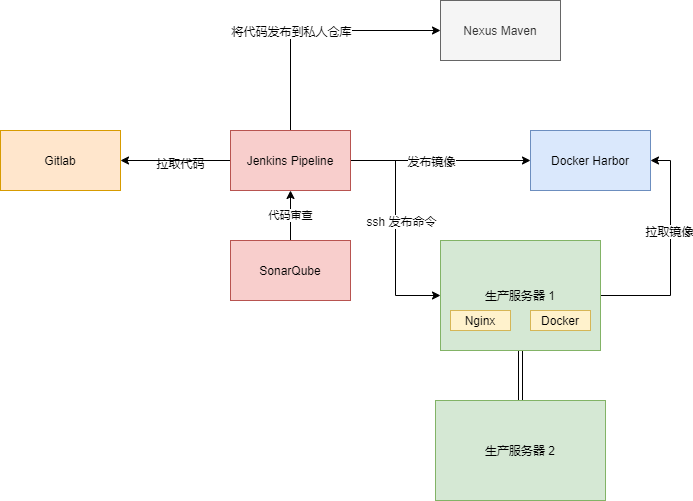 将代码发布到私人仓库
Nexus Maven
Gitlab
拉取代码
Jenkins Pipeline
发布镜像
Docker Harbor
代码审查
ssh 发布命令
拉取镜像
SonarQube
生产服务器 1
Nginx
Docker
生产服务器 2